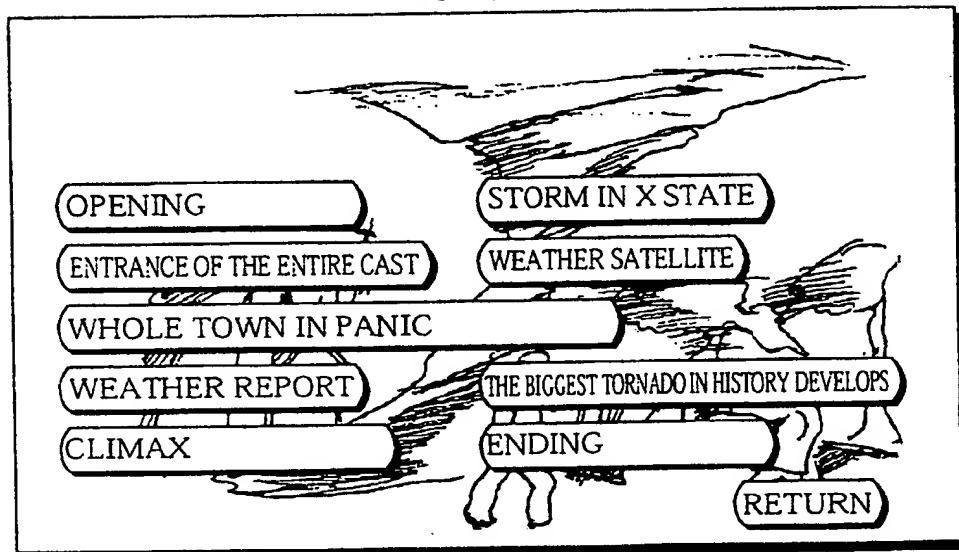 OPENING
STORM IN X STATE
ENTRANCE OF THE ENTIRE CAST
WEATHER SATELLITE
WHOLE TOWN IN PANIC
WEATHER REPORT
THE BIGGEST TORNADO IN HISTORY DEVELOPS
CLIMAX
ENDING
RETURN